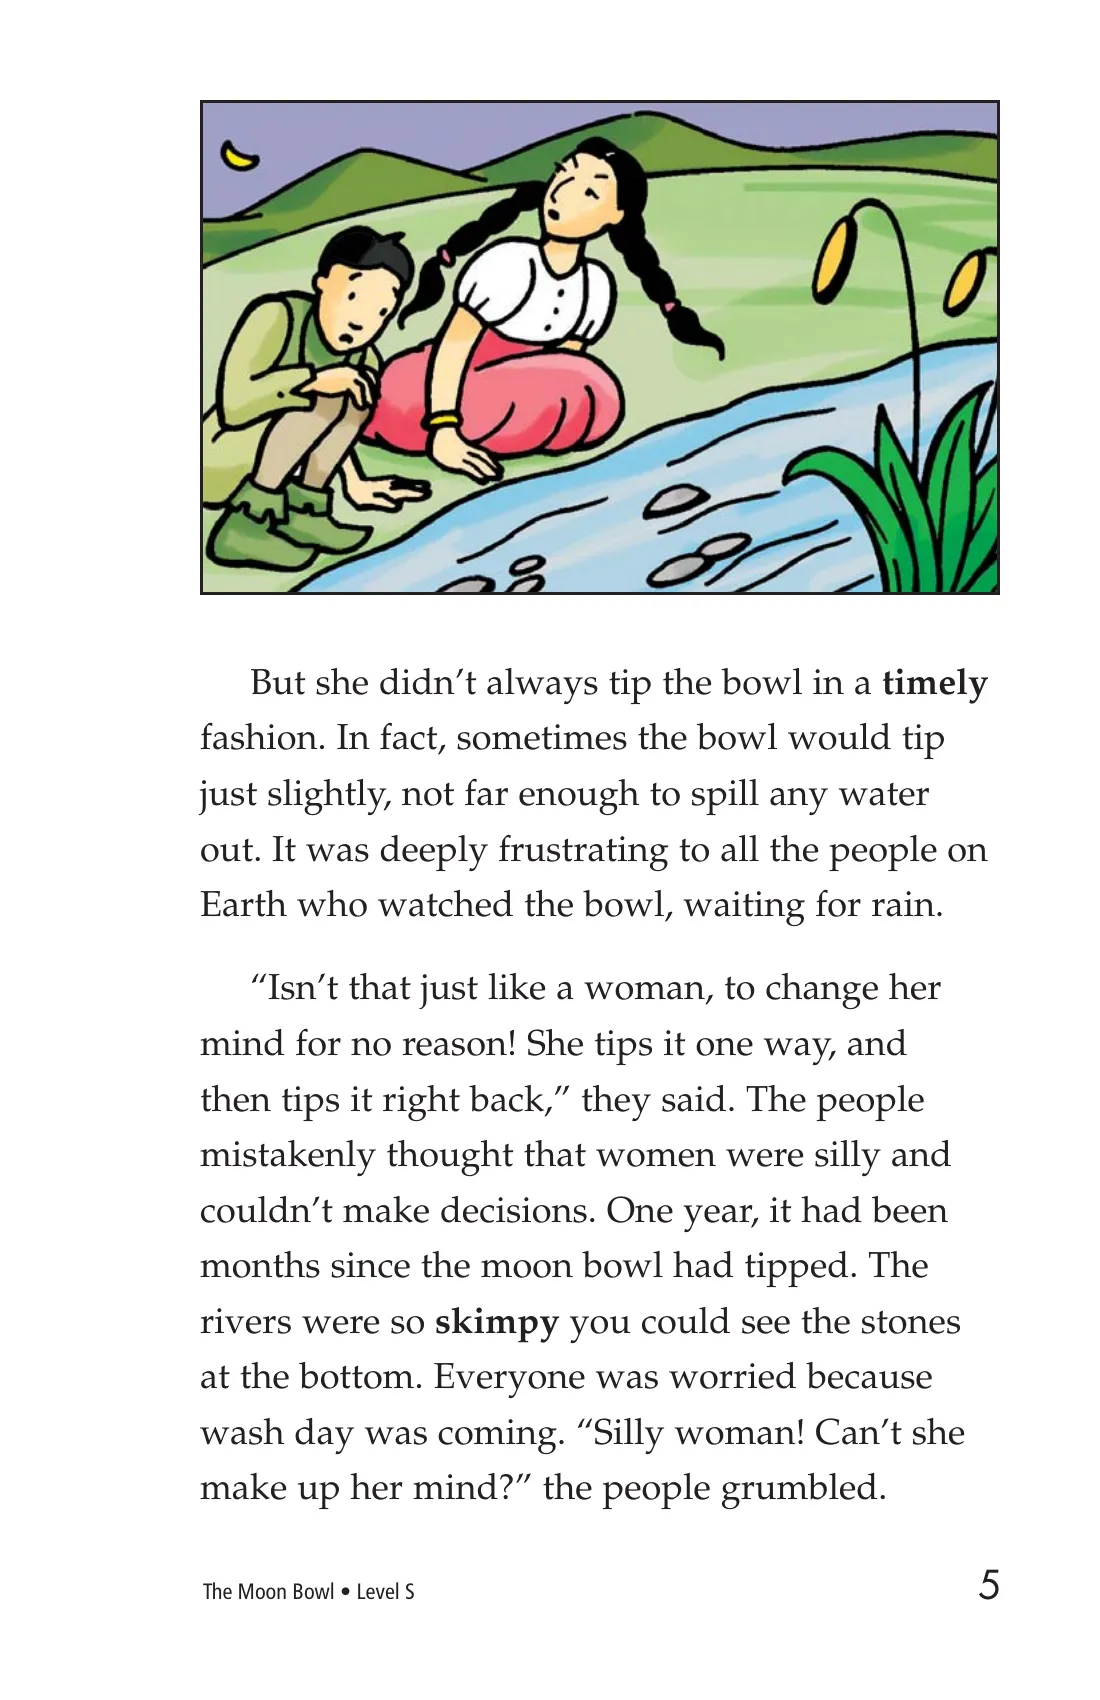 But she didn’t always tip the bowl in a timely
fashion. In fact, sometimes the bowl would tip
just slightly, not far enough to spill any water
out. It was deeply frustrating to all the people on
Earth who watched the bowl, waiting for rain.
“Isn’t that just like a woman, to change her
mind for no reason! She tips it one way, and
then tips it right back,” they said. The people
mistakenly thought that women were silly and
couldn’t make decisions. One year, it had been
months since the moon bowl had tipped. The
rivers were so skimpy you could see the stones
at the bottom. Everyone was worried because
wash day was coming. “Silly woman! Can’t she
make up her mind?” the people grumbled.
The Moon Bowl • Level S
5